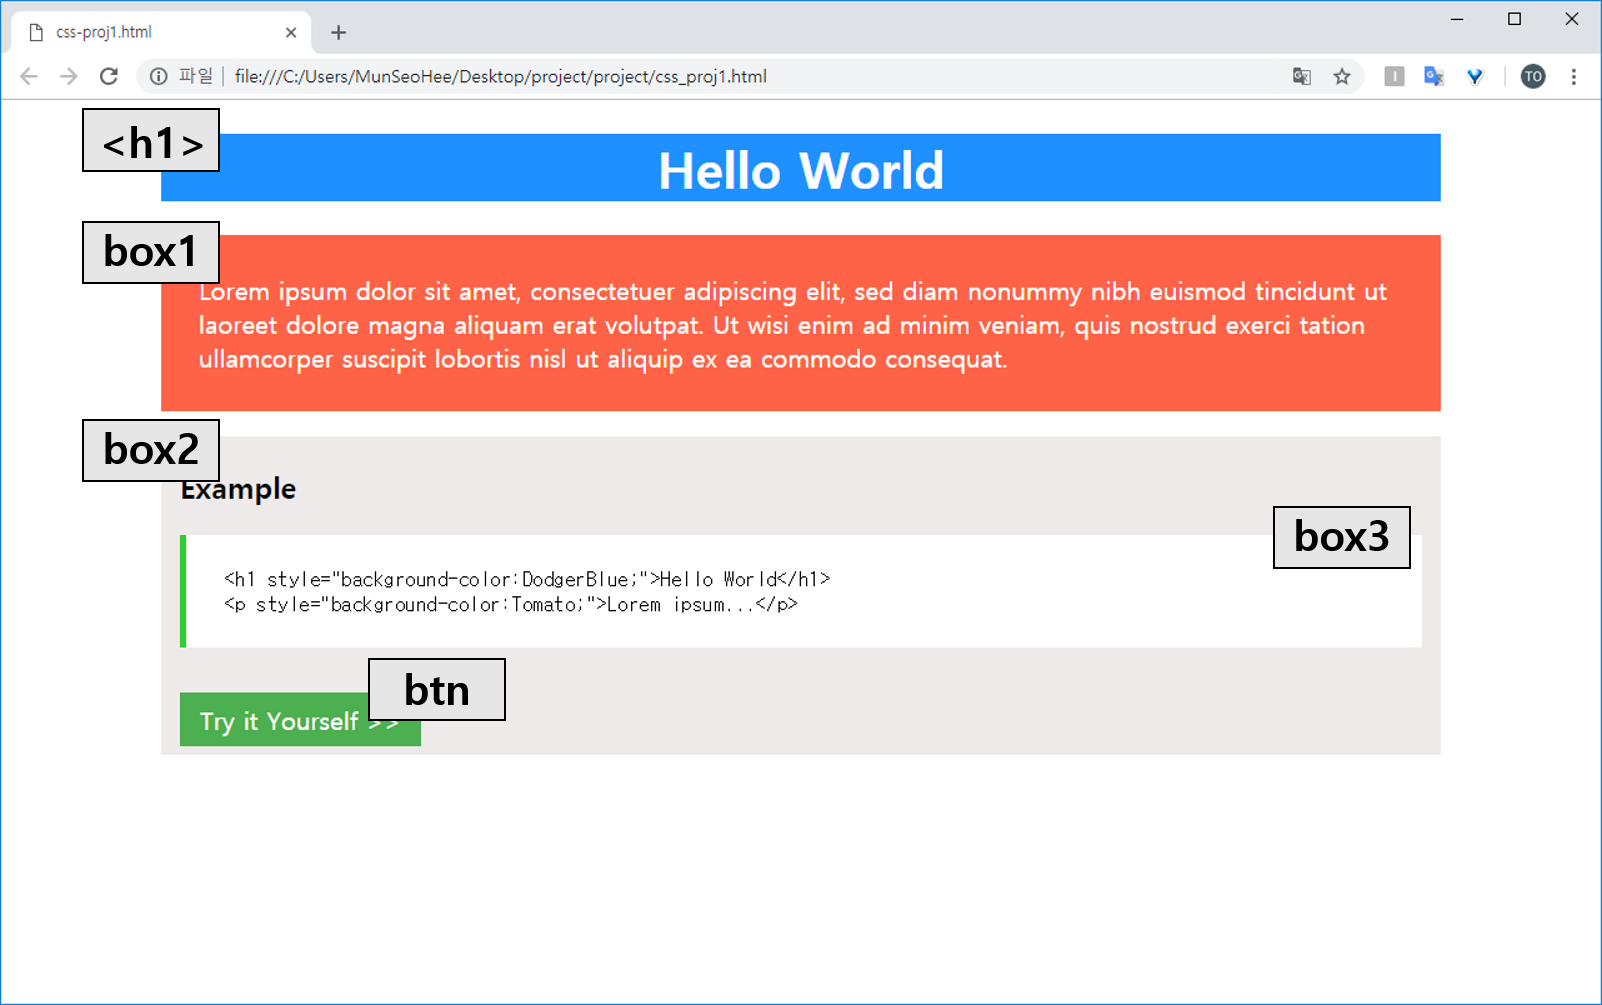 css-proj1.html
파일 file:///C:/Users/MunSeoHee/Desktop/project/project/css_proj1.html
TO
<h1>
Hello World
box1
Lorem ipsum dolor sit amet, consectetuer adipiscing elit, sed diam nonummy nibh euismod tincidunt ut
laoreet dolore magna aliquam erat volutpat. Ut wisi enim ad minim veniam, quis nostrud exerci tation
ullamcorper suscipit lobortis nisl ut aliquip ex ea commodo consequat.
box2
Example
box3
<h1 style="background-color:DodgerBlue;">Hello World</h1>
<p style="background-color:Tomato;">Lorem ipsum...</p>
btn
Try it Yourself >>